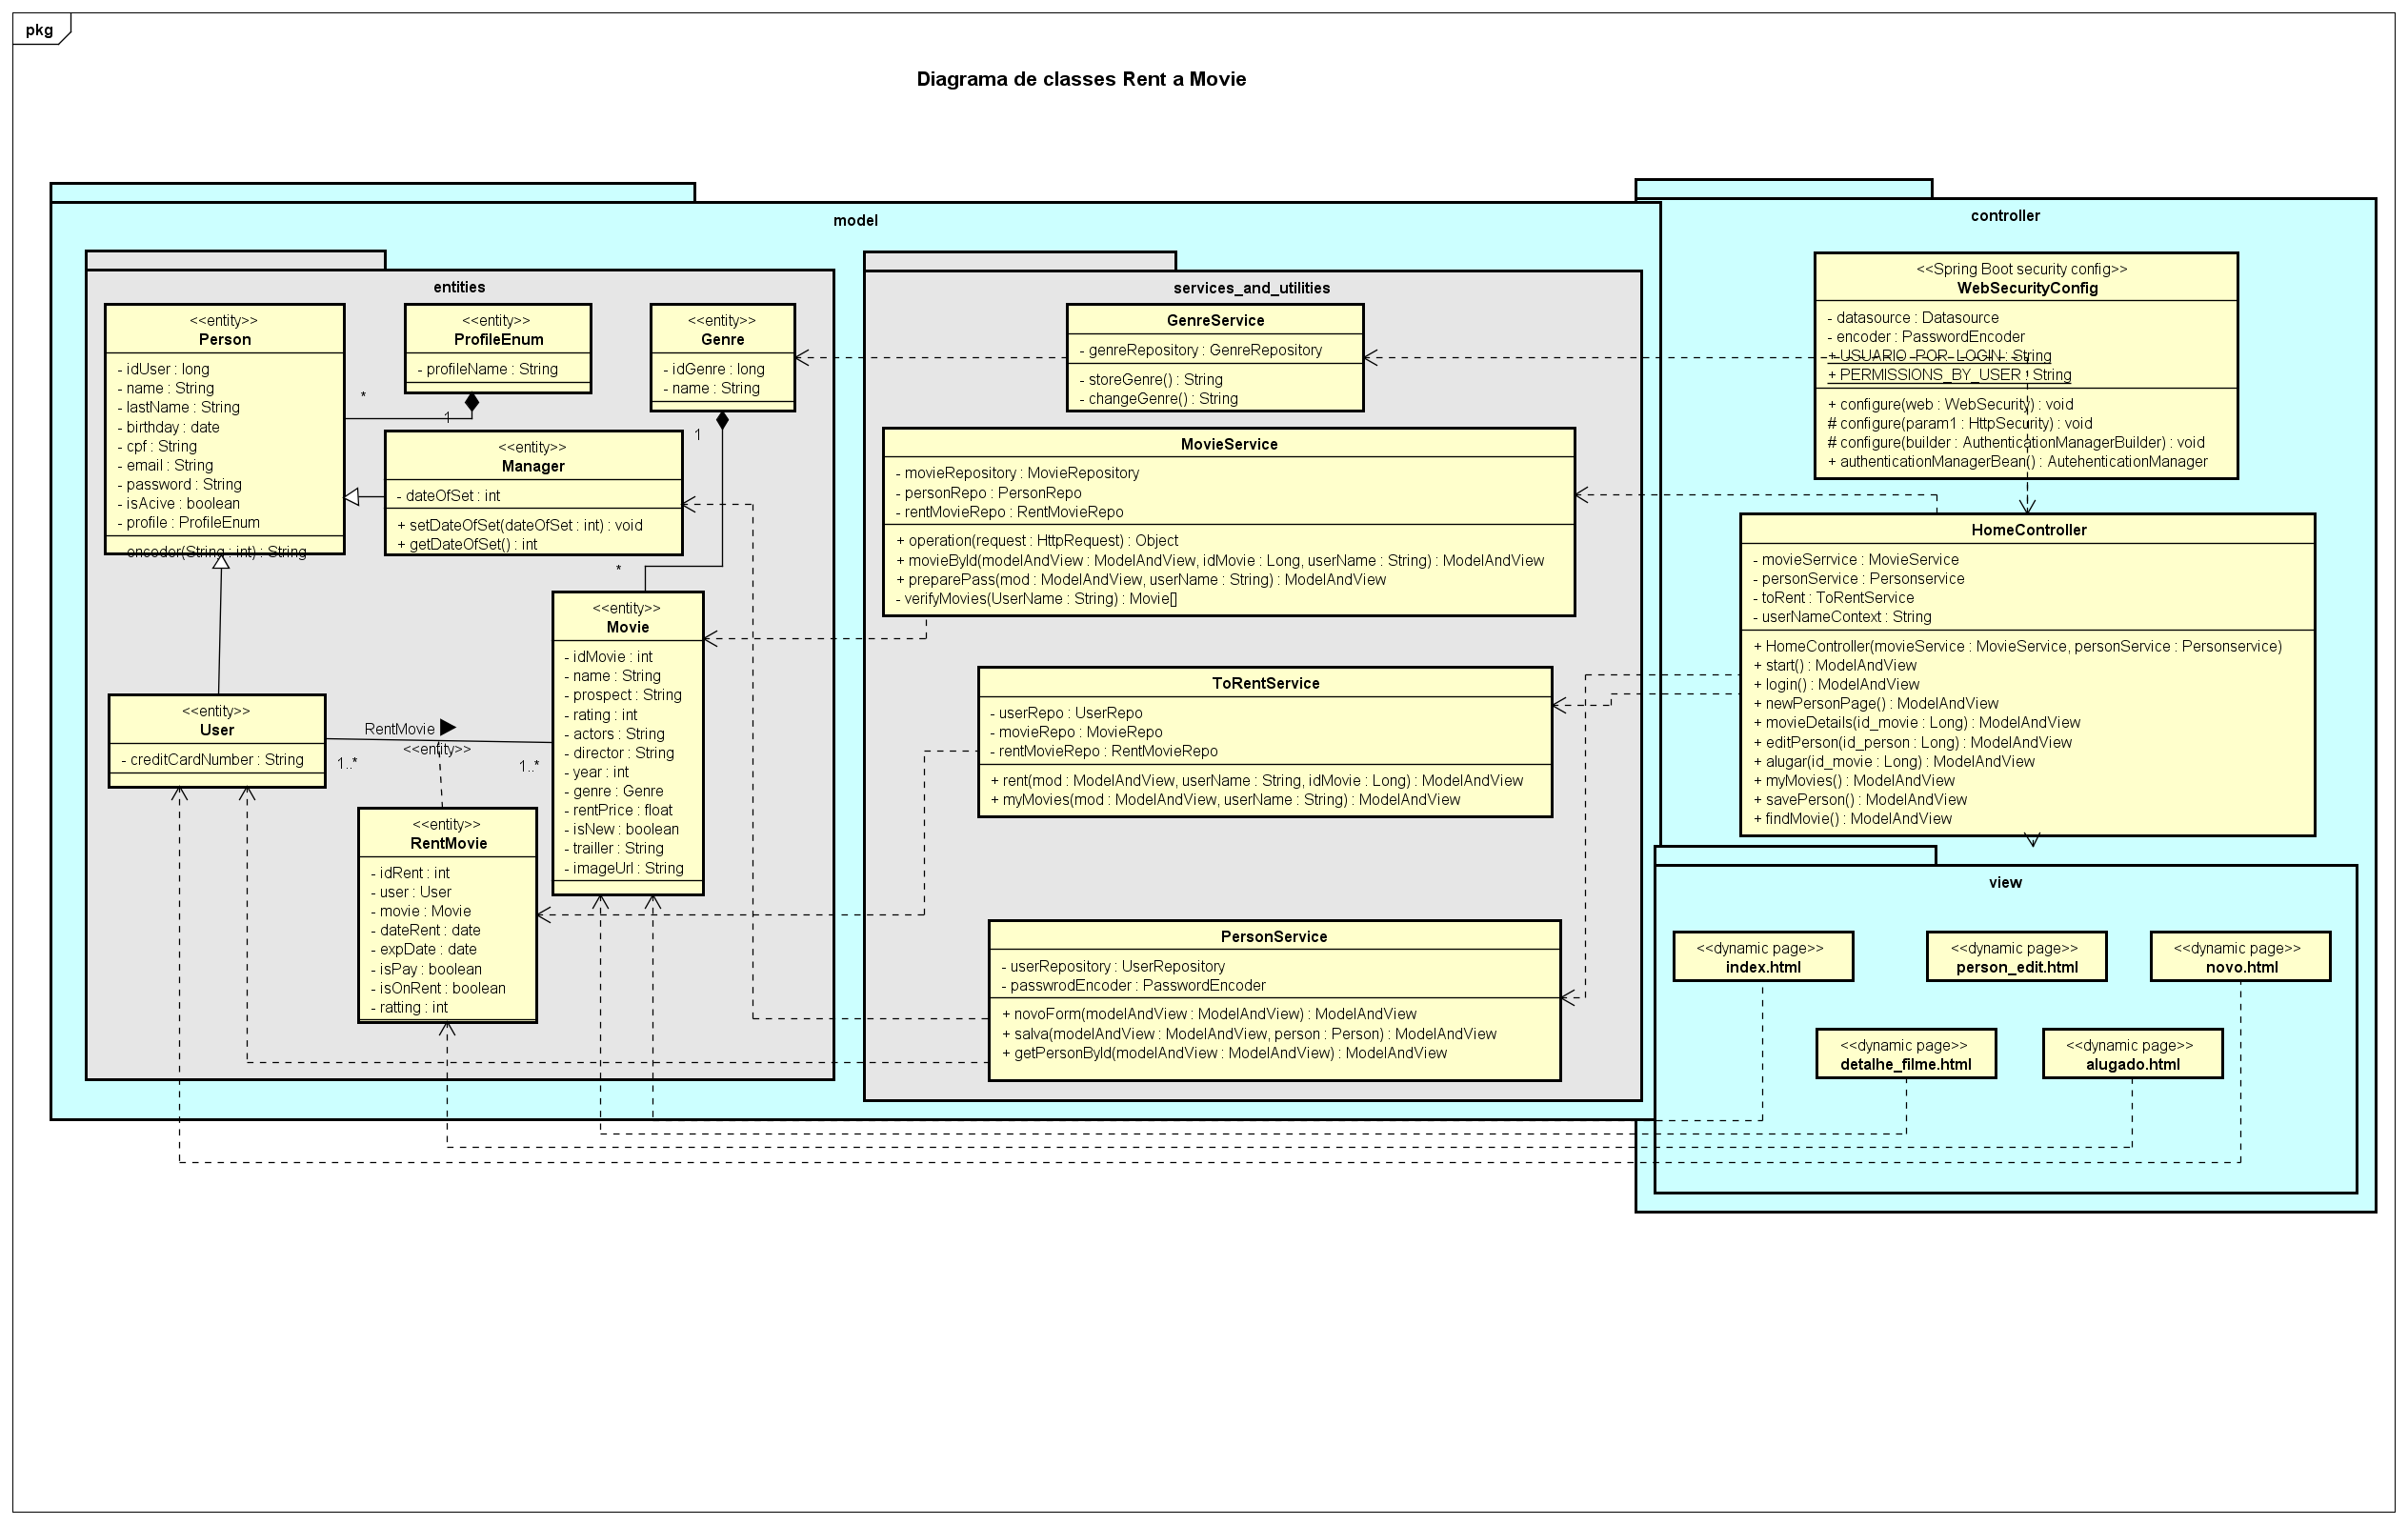 pkg
Diagrama de classes Rent a Movie
model
entities
<<entity>>
Person
- idUser : long
- name : String
- lastName : String
- birthday : date
- cpf : String
- email : String
- password : String
- isAcive : boolean
- profile : ProfileEnum
- encoder(String : int) : String
<<entity>>
ProfileEnum
- profileName : String
*
1
<<entity>>
Genre
- idGenre : long
- name : String
1
*
<<entity>>
Manager
- dateOfSet : int
+ setDateOfSet(dateOfSet : int) : void
+ getDateOfSet() : int
<<entity>>
Movie
- idMovie : int
- name : String
- prospect : String
- rating : int
- actors : String
- director : String
- year : int
- genre : Genre
- rentPrice : float
- isNew : boolean
- trailler : String
- imageUrl : String
<<entity>>
User
- creditCardNumber : String
RentMovie
<<entity>>
1..*
1..*
<<entity>>
RentMovie
- idRent : int
- user : User
- movie : Movie
- dateRent : date
- expDate : date
- isPay : boolean
- isOnRent : boolean
- ratting : int
services_and_utilities
GenreService
- genreRepository : GenreRepository
- storeGenre() : String
- changeGenre() : String
MovieService
- movieRepository : MovieRepository
- personRepo : PersonRepo
- rentMovieRepo : RentMovieRepo
+ operation(request : HttpRequest) : Object
+ movieById(modelAndView : ModelAndView, idMovie : Long, userName : String) : ModelAndView
+ preparePass(mod : ModelAndView, userName : String) : ModelAndView
- verifyMovies(UserName : String) : Movie[]
ToRentService
- userRepo : UserRepo
- movieRepo : MovieRepo
- rentMovieRepo : RentMovieRepo
+ rent(mod : ModelAndView, userName : String, idMovie : Long) : ModelAndView
+ myMovies(mod : ModelAndView, userName : String) : ModelAndView
PersonService
- userRepository : UserRepository
- passwrodEncoder : PasswordEncoder
+ novoForm(modelAndView : ModelAndView) : ModelAndView
+ salva(modelAndView : ModelAndView, person : Person) : ModelAndView
+ getPersonById(modelAndView : ModelAndView) : ModelAndView
controller
<<Spring Boot security config>>
WebSecurityConfig
- datasource : Datasource
- encoder : PasswordEncoder
+ USUARIO_POR_LOGIN : String
+ PERMISSIONS_BY_USER : String
+ configure(web : WebSecurity) : void
# configure(param1 : HttpSecurity) : void
# configure(builder : AuthenticationManagerBuilder) : void
+ authenticationManagerBean() : AutehenticationManager
HomeController
- movieSerrvice : MovieService
- personService : Personservice
- toRent : ToRentService
- userNameContext : String
+ HomeController(movieService : MovieService, personService : Personservice)
+ start() : ModelAndView
+ login() : ModelAndView
+ newPersonPage() : ModelAndView
+ movieDetails(id_movie : Long) : ModelAndView
+ editPerson(id_person : Long) : ModelAndView
+ alugar(id_movie : Long) : ModelAndView
+ myMovies() : ModelAndView
+ savePerson() : ModelAndView
+ findMovie() : ModelAndView
view
<<dynamic page>>
index.html
<<dynamic page>>
person_edit.html
<<dynamic page>>
novo.html
<<dynamic page>>
detalhe_filme.html
<<dynamic page>>
alugado.html